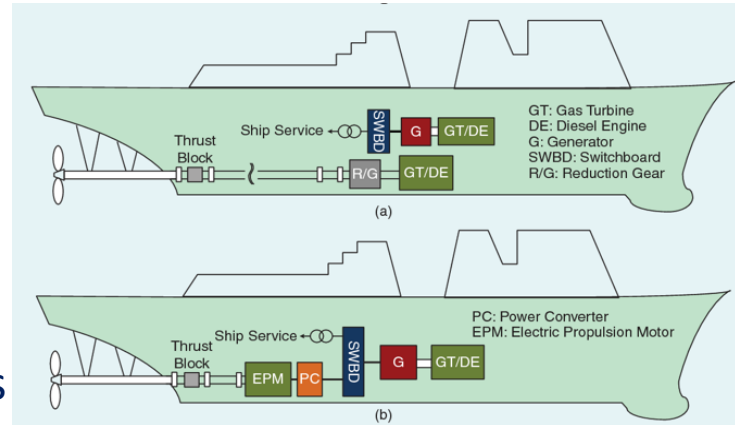 GT: Gas Turbine
DE: Diesel Engine
G: Generator
SWBD: Switchboard
R/G: Reduction Gear
Ship Service
SWBD
G
GT/DE
Thrust
Block
R/G
GT/DE
(a)
PC: Power Converter
EPM: Electric Propulsion Motor
Ship Service
SWBD
G
GT/DE
Thrust
Block
EPM
PC
s
(b)